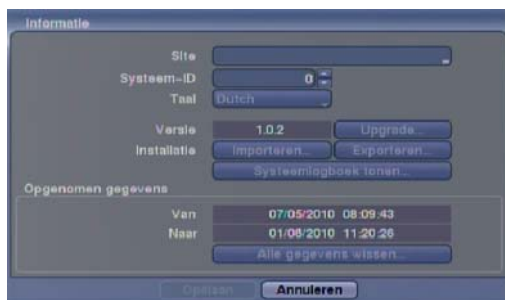 Informatie
Site
Systeem-ID 0
Taal Dutch
Versie 1.0.2 Upgrade...
Installatie Importeren... Exporteren...
Systeemlogboek tonen...
Opgenomen gegevens
Van 07/05/2010 08:09:43
Naar 01/06/2010 11:20:26
Alle gegevens wissen...
Opslaan Annuleren